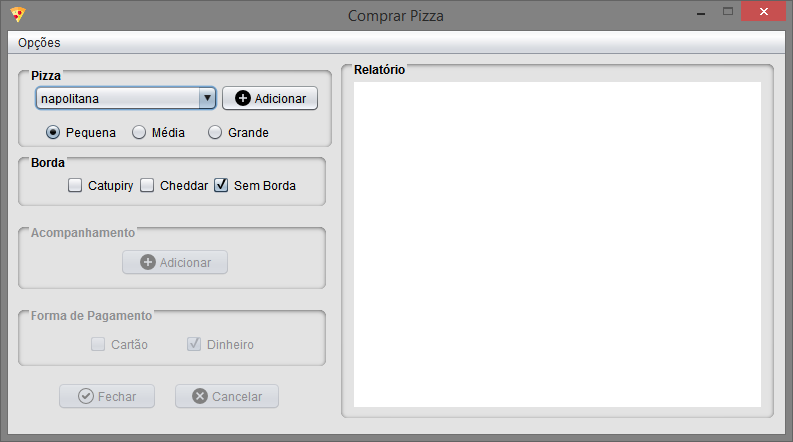 Comprar Pizza
Opções
Pizza
napolitana
Adicionar
Pequena Média Grande
Borda
Catupiry Cheddar Sem Borda
Acompanhamento
Adicionar
Forma de Pagamento
Cartão Dinheiro
Fechar Cancelar
Relatório